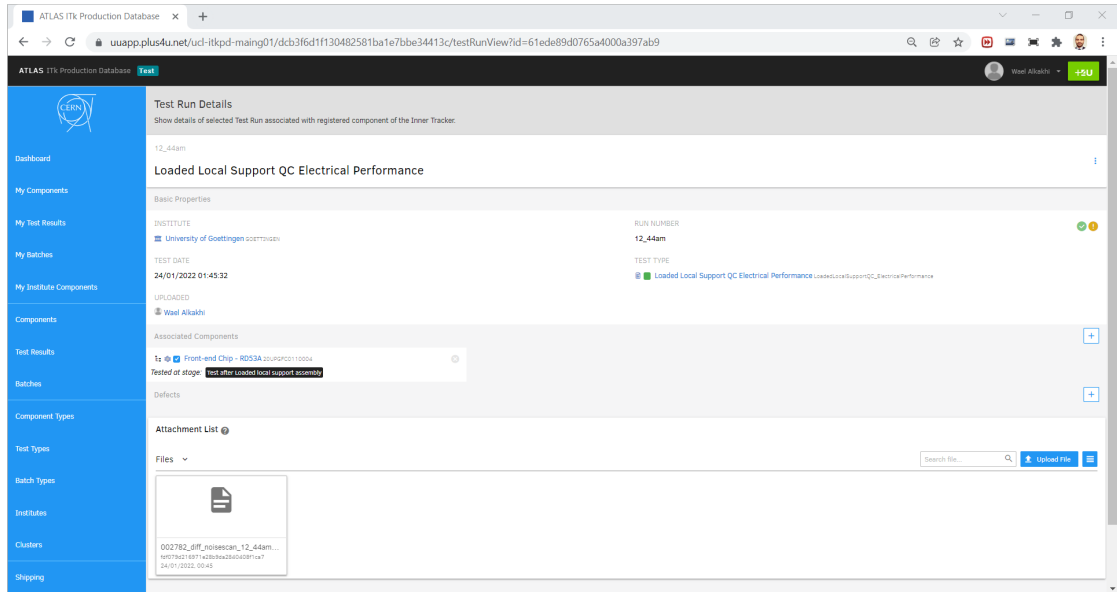 ATLAS ITk Production Database
uuapp.plus4u.net/ucl-itkpd-maing01/dcb3f6d1f130482581ba1e7bbe34413c/testRunView?id=61ede89d0765a4000a397ab9
ATLAS ITk Production Database Test
Wael Alkakhi
+5U
CERN
Dashboard
My Components
My Test Results
My Batches
My Institute Components
Components
Test Results
Batches
Component Types
Test Types
Batch Types
Institutes
Clusters
Shipping
Test Run Details
Show details of selected Test Run associated with registered component of the Inner Tracker.
12_44am
Loaded Local Support QC Electrical Performance
Basic Properties
INSTITUTE
University of Goettingen GOETTINGEN
RUN NUMBER
12_44am
TEST DATE
24/01/2022 01:45:32
TEST TYPE
Loaded Local Support QC Electrical Performance LoadedLocalSupportQC_ElectricalPerformance
UPLOADED
Wael Alkakhi
Associated Components
Front-end Chip - RD53A 20UPGFC0110004
Tested at stage: Test after Loaded local support assembly
Defects
Attachment List
Files
Search file...
Upload File
002782_diff_noisescan_12_44am...
24/01/2022, 00:45